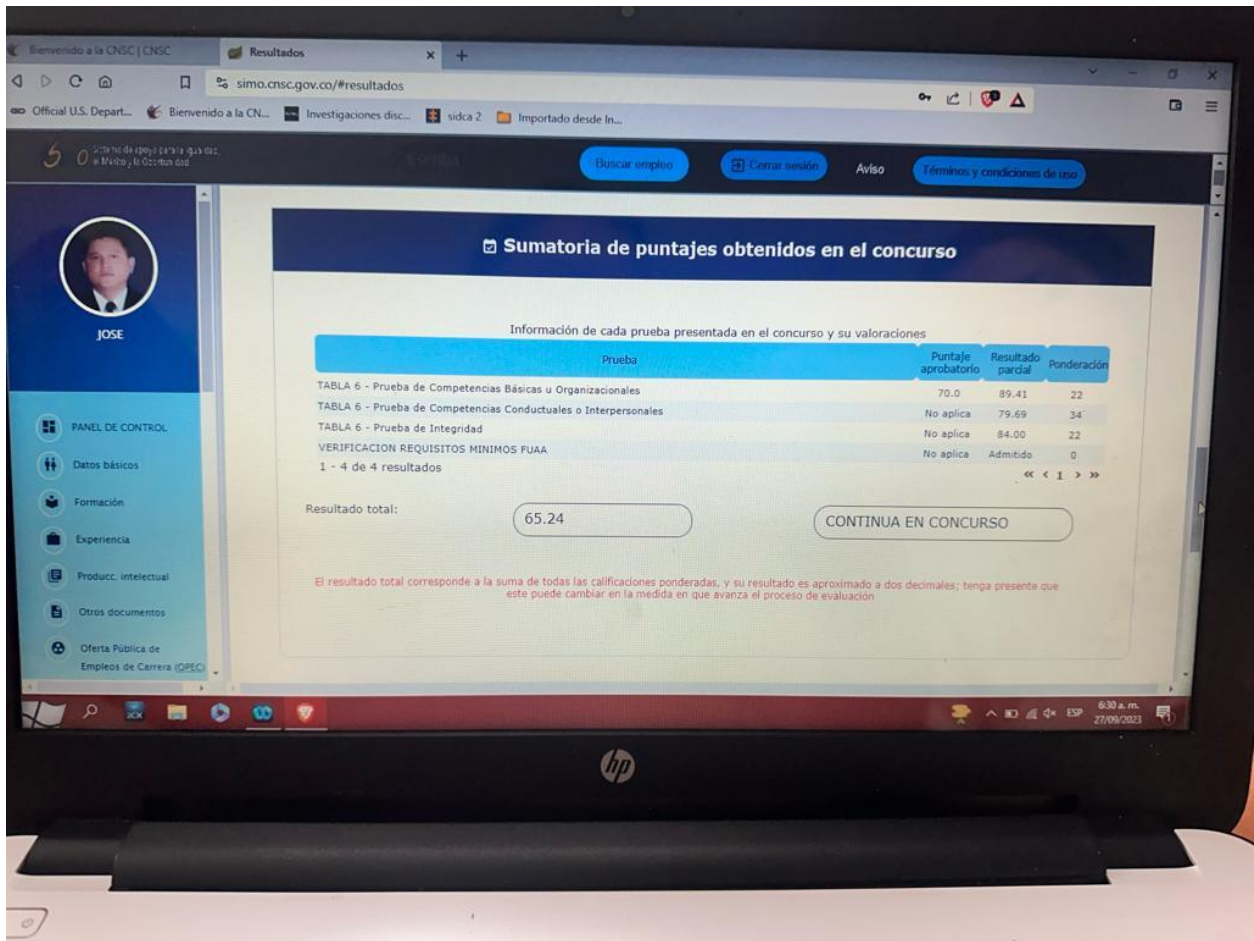 Bienvenido a la CNSC | CNSC
Resultados
simo.cnsc.gov.co/#resultados
Official U.S. Depart...
Bienvenido a la CN...
Investigaciones disc...
sidca 2
Importado desde In...
Buscar empleo
Cerrar sesión
Aviso
Términos y condiciones de uso
JOSE
PANEL DE CONTROL
Datos básicos
Formación
Experiencia
Producc. intelectual
Otros documentos
Oferta Pública de
Empleos de Carrera (OPEC)
Sumatoria de puntajes obtenidos en el concurso
Información de cada prueba presentada en el concurso y su valoraciones
Prueba Puntaje aprobatorio Resultado parcial Ponderación
TABLA 6 - Prueba de Competencias Básicas u Organizacionales 70.0 89.41 22
TABLA 6 - Prueba de Competencias Conductuales o Interpersonales No aplica 79.69 34
TABLA 6 - Prueba de Integridad No aplica 84.00 22
VERIFICACION REQUISITOS MINIMOS FUAA No aplica Admitido 0
1 - 4 de 4 resultados
« < 1 > »
Resultado total: 65.24 CONTINUA EN CONCURSO
El resultado total corresponde a la suma de todas las calificaciones ponderadas, y su resultado es aproximado a dos decimales; tenga presente que
este puede cambiar en la medida en que avanza el proceso de evaluación
ESP
6:30 a. m.
27/09/2023
hp